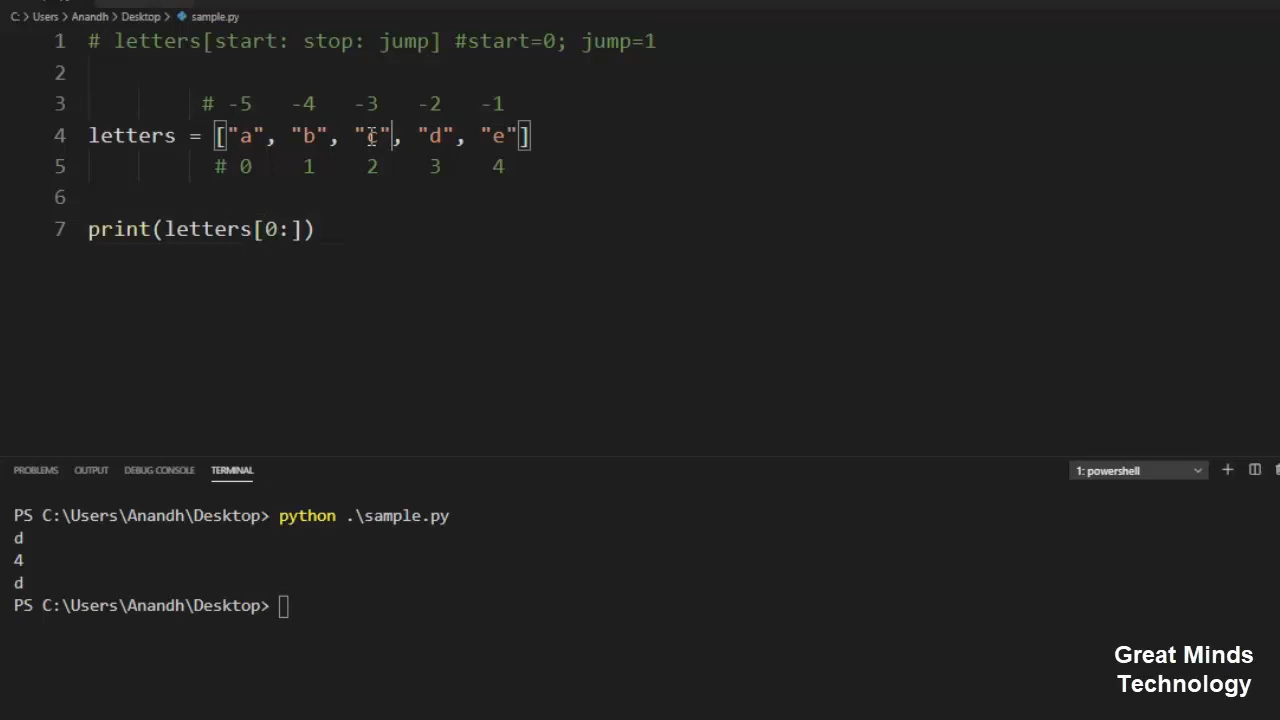 C: > Users > Anandh > Desktop > sample.py
1 # letters[start: stop: jump] #start=0; jump=1
2
3 # -5 -4 -3 -2 -1
4 letters = ["a", "b", "c", "d", "e"]
5 # 0 1 2 3 4
6
7 print(letters[0:])
PROBLEMS OUTPUT DEBUG CONSOLE TERMINAL 1: powershell
PS C:\Users\Anandh\Desktop> python .\sample.py
d
4
d
PS C:\Users\Anandh\Desktop>
Great Minds
Technology